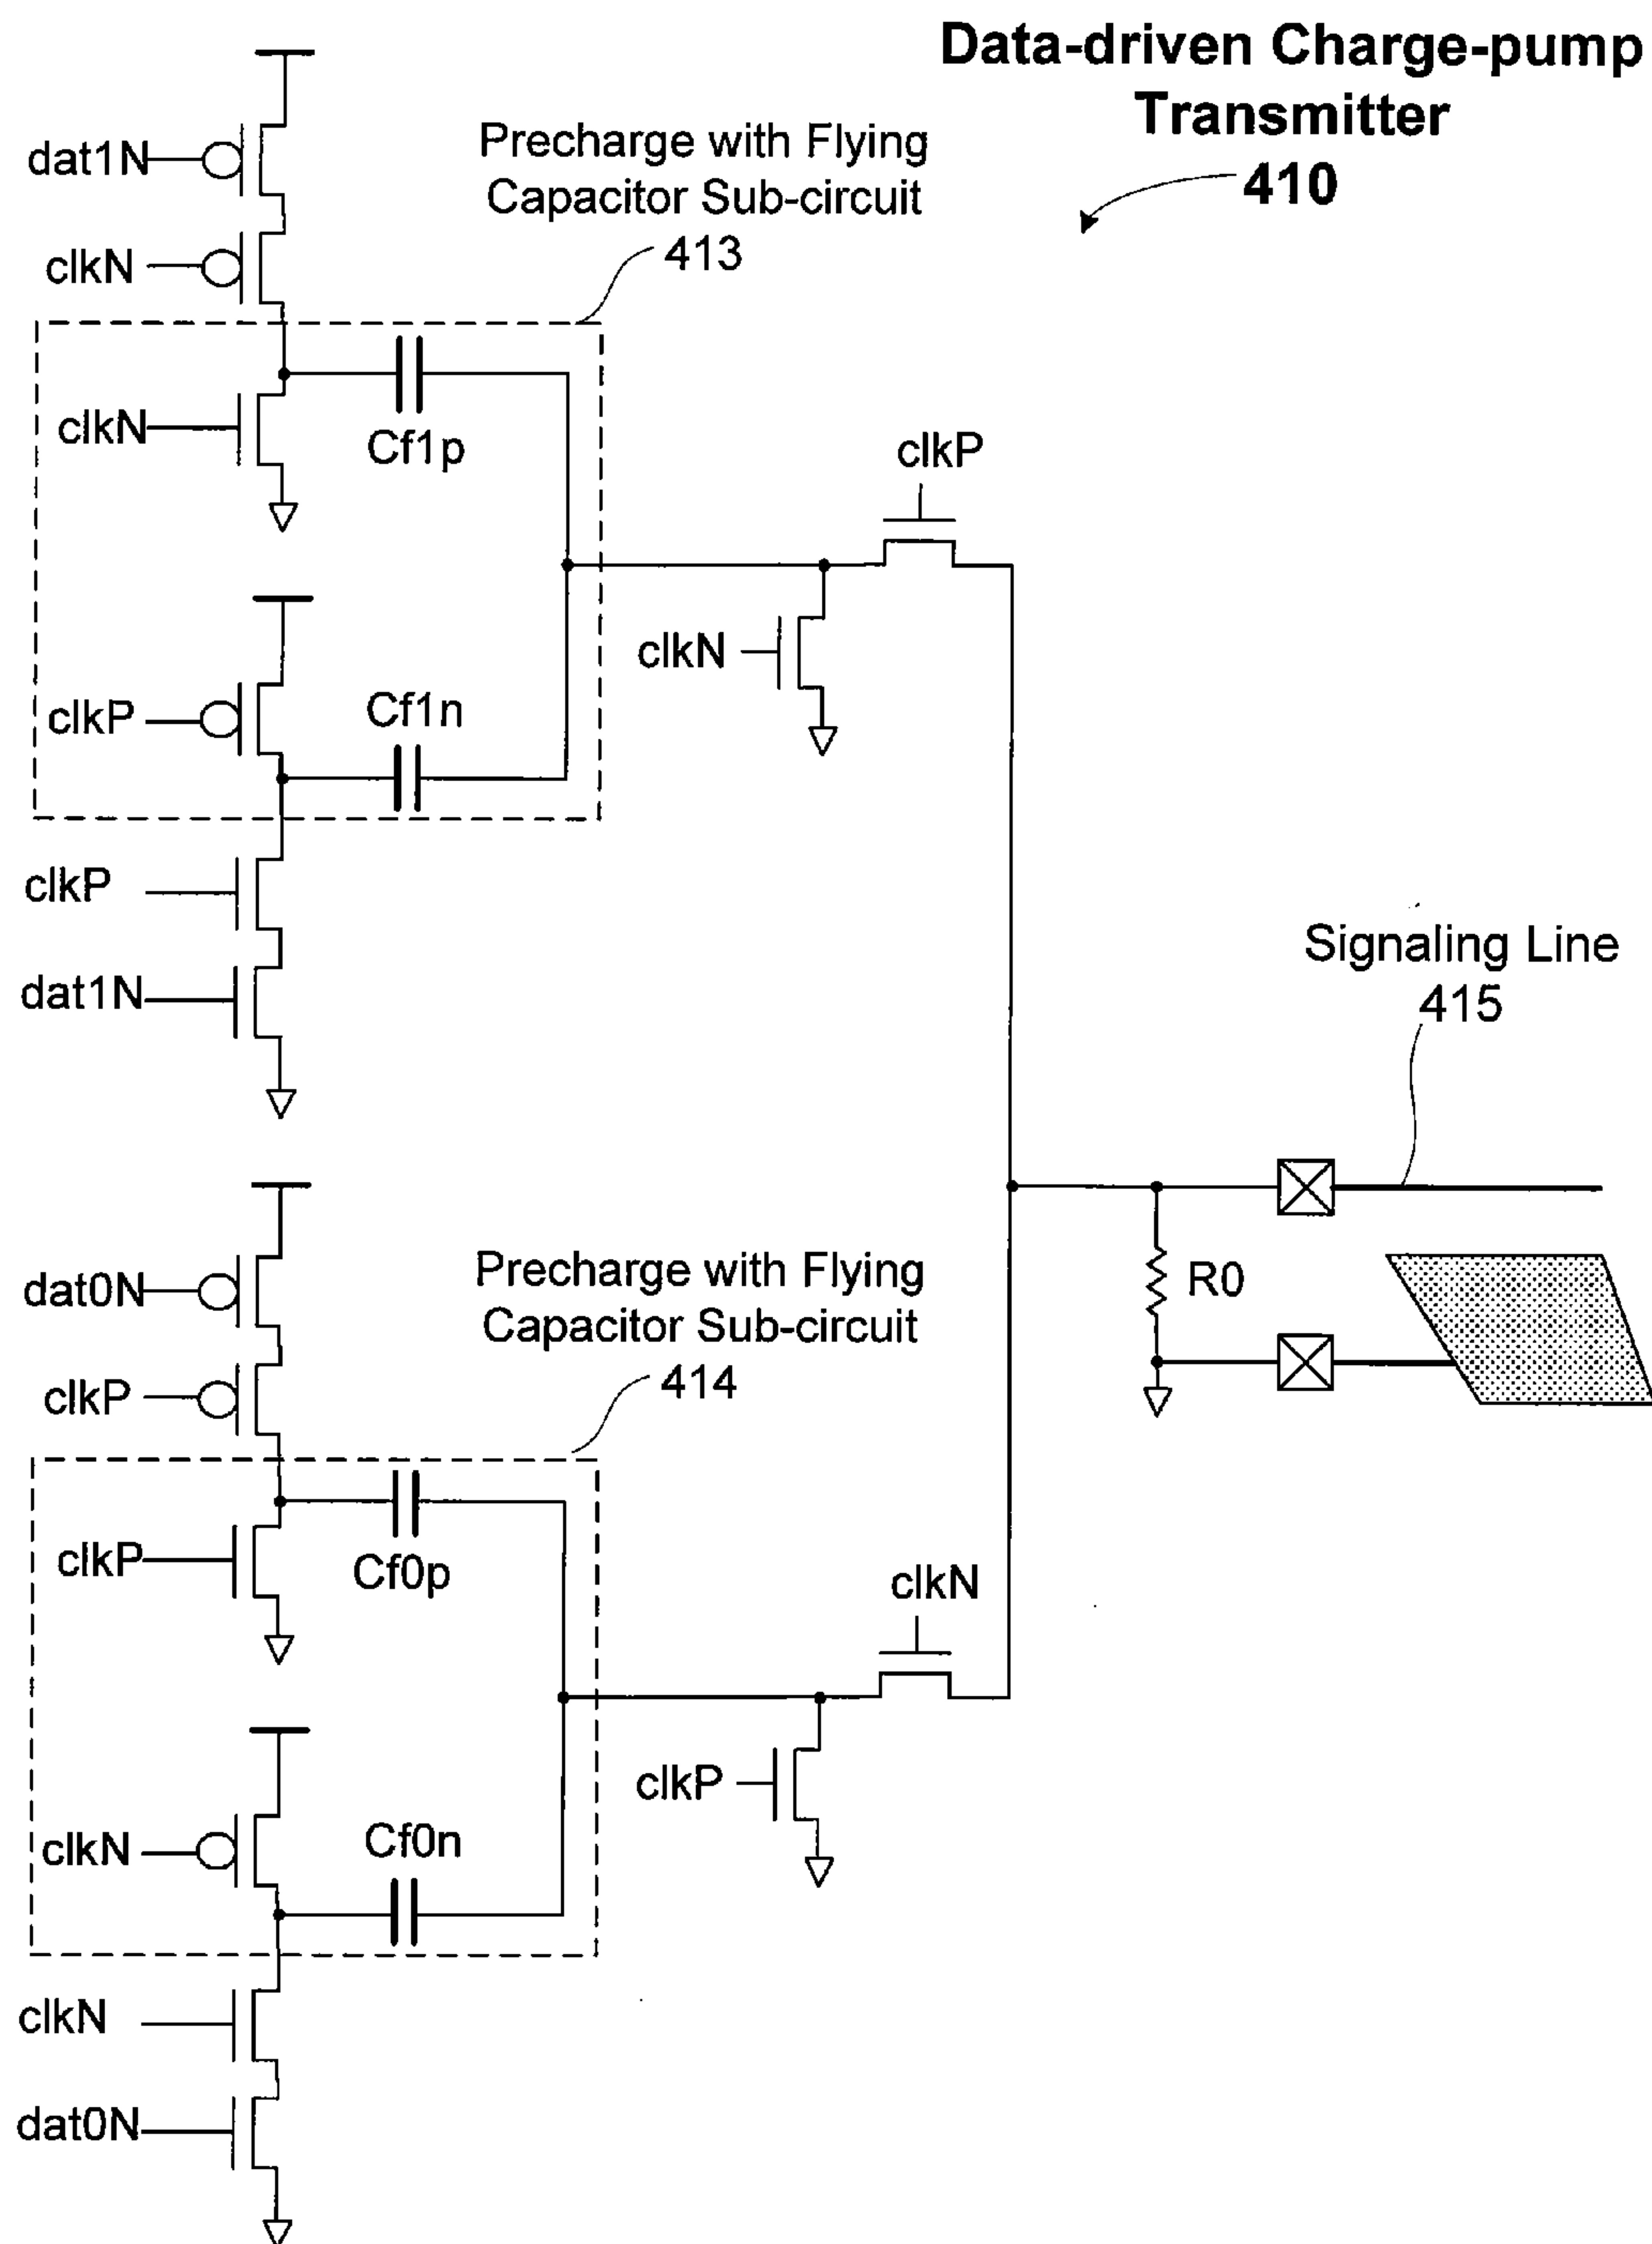 Data-driven Charge-pump
Transmitter
410
Precharge with Flying
Capacitor Sub-circuit
413
dat1N
clkN
clkN
Cf1p
clkP
clkN
clkP
Cf1n
clkP
dat1N
Signaling Line
415
dat0N
Precharge with Flying
Capacitor Sub-circuit
414
R0
clkP
clkP
Cf0p
clkN
clkP
clkN
Cf0n
clkN
dat0N